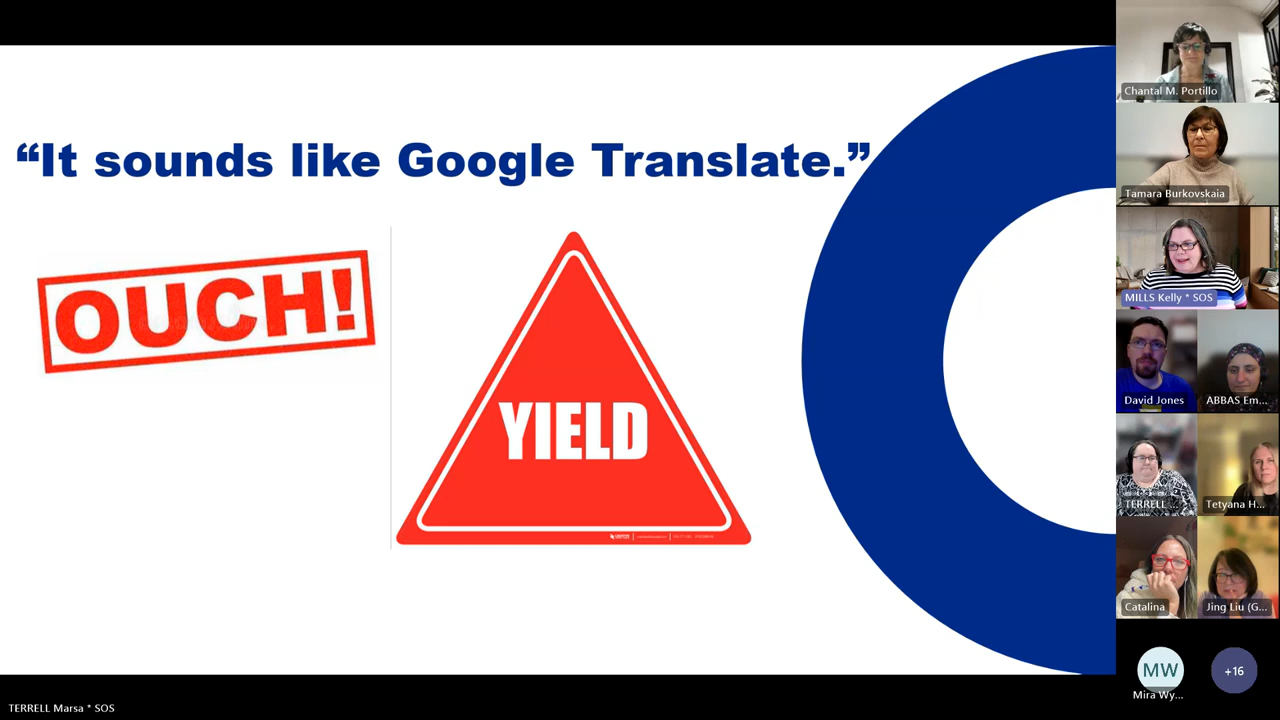 “It sounds like Google Translate.”
OUCH!
YIELD
Chantal M. Portillo
Tamara Burkovskaia
MILLS Kelly * SOS
David Jones
ABBAS Em...
TERRELL ...
Tetyana H...
Catalina
Jing Liu (G...
MW
Mira Wy...
+16
TERRELL Marsa * SOS